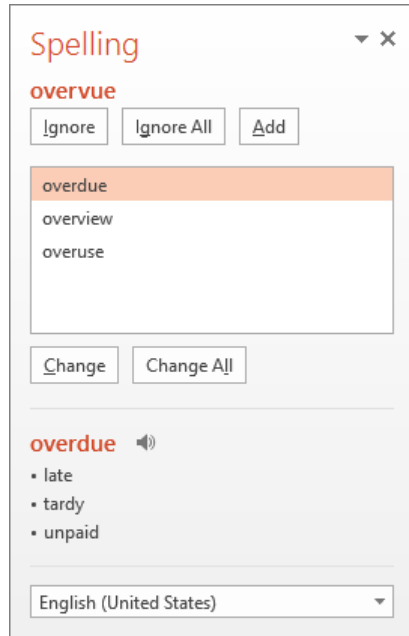 Spelling
overvue
Ignore Ignore All Add
overdue
overview
overuse
Change Change All
overdue
• late
• tardy
• unpaid
English (United States)